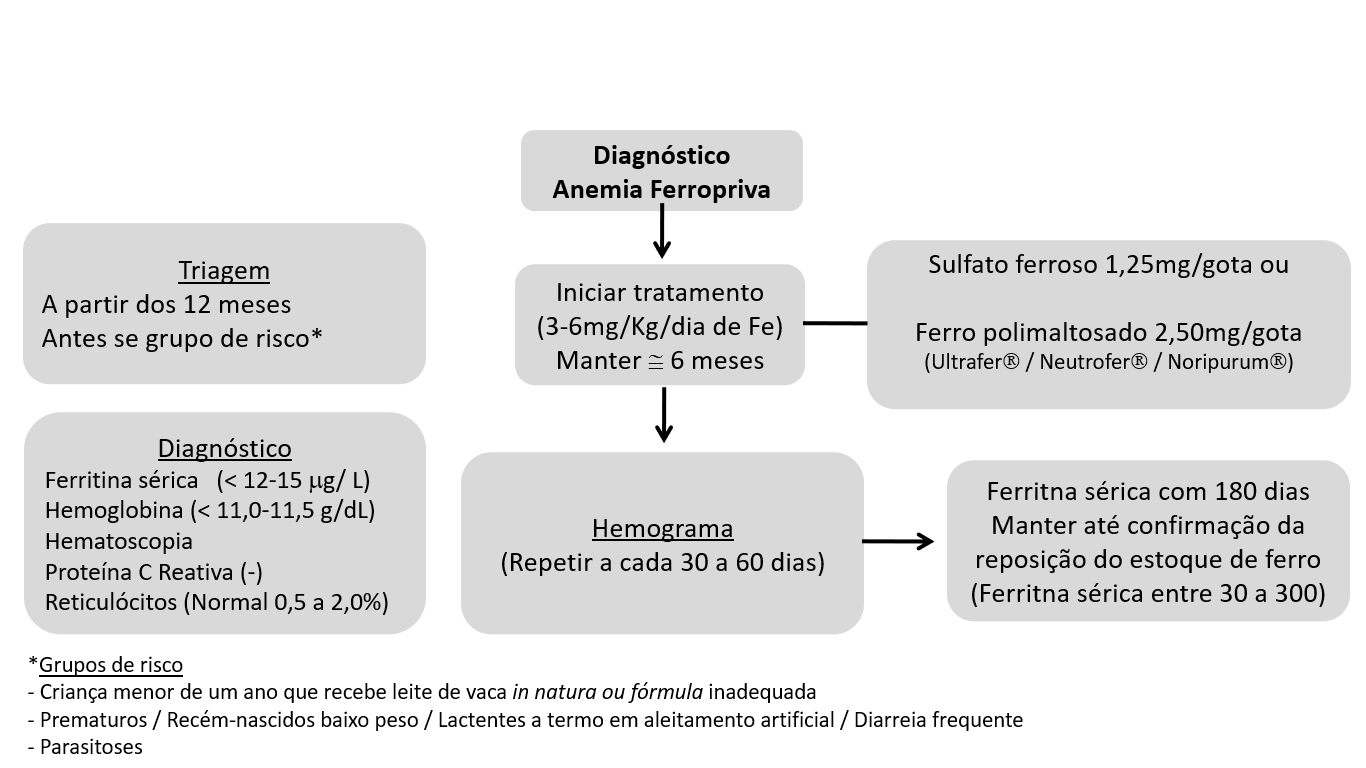 Diagnóstico
Anemia Ferropriva
Triagem
A partir dos 12 meses
Antes se grupo de risco*
Iniciar tratamento
(3-6mg/Kg/dia de Fe)
Manter ≅ 6 meses
Sulfato ferroso 1,25mg/gota ou
Ferro polimaltosado 2,50mg/gota
(Ultrafer® / Neutrofer® / Noripurum®)
Diagnóstico
Ferritina sérica (< 12-15 µg/ L)
Hemoglobina (< 11,0-11,5 g/dL)
Hematoscopia
Proteína C Reativa (-)
Reticulócitos (Normal 0,5 a 2,0%)
Hemograma
(Repetir a cada 30 a 60 dias)
Ferritna sérica com 180 dias
Manter até confirmação da
reposição do estoque de ferro
(Ferritna sérica entre 30 a 300)
*Grupos de risco
- Criança menor de um ano que recebe leite de vaca in natura ou fórmula inadequada
- Prematuros / Recém-nascidos baixo peso / Lactentes a termo em aleitamento artificial / Diarreia frequente
- Parasitoses